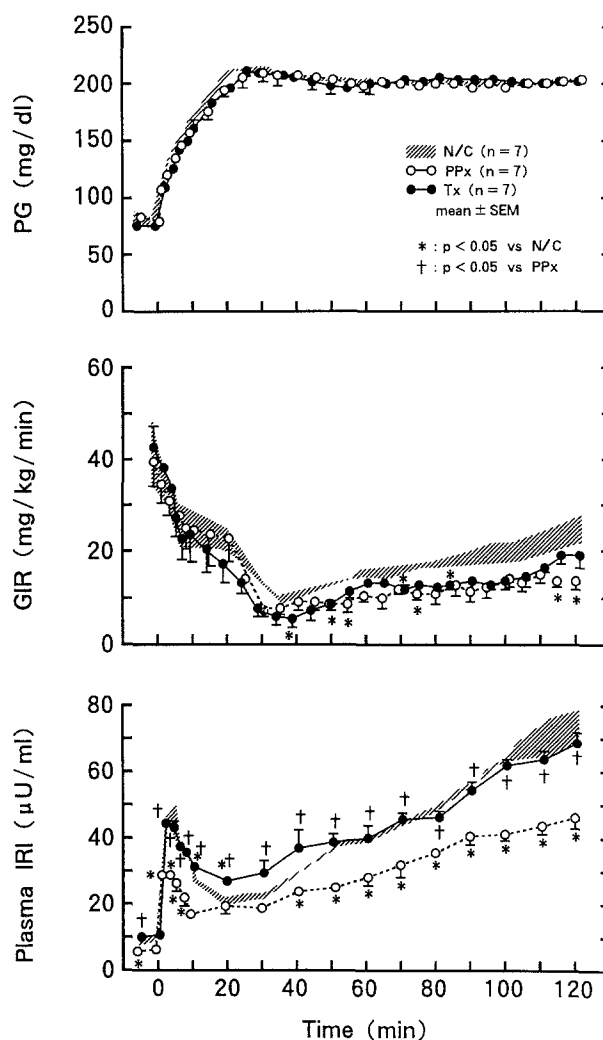 PG (mg/dl)
250
200
150
100
50
0
N/C (n=7)
PPx (n=7)
Tx (n=7)
mean ± SEM
* : p < 0.05 vs N/C
† : p < 0.05 vs PPx
GIR (mg/kg/min)
60
40
20
0
Plasma IRI (μU/ml)
80
60
40
20
0
0 20 40 60 80 100 120
Time (min)